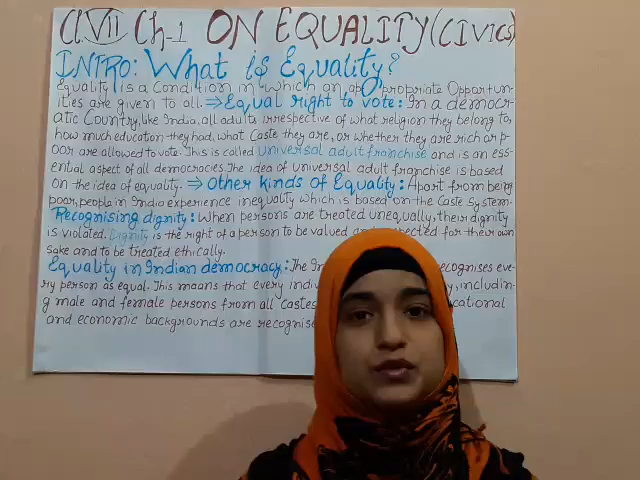 Cl VII Ch-1 ON EQUALITY (CIVICS)
INTRO: What is Equality?
Equality is a condition in which an appropriate Opportun-
ities are given to all. ⇒ Equal right to vote: In a democr-
atic Country, like India, all adults irrespective of what religion they belong to,
how much education they had, what Caste they are, or whether they are rich or p-
oor are allowed to vote. This is called universal adult franchise and is an ess-
ential aspect of all democracies. The idea of universal adult franchise is based
on the idea of equality. ⇒ Other kinds of Equality: Apart from being
poor, people in India experience inequality which is based on the Caste System.
Recognising dignity: When persons are treated unequally, their dignity
is violated. Dignity is the right of a person to be valued and for their own
sake and to be treated ethically.
Equality in Indian democracy: The In ecognises eve-
ry person as equal. This means that every indiv y, includin-
g male and female persons from all castes cational
and economic backgrounds are recognise